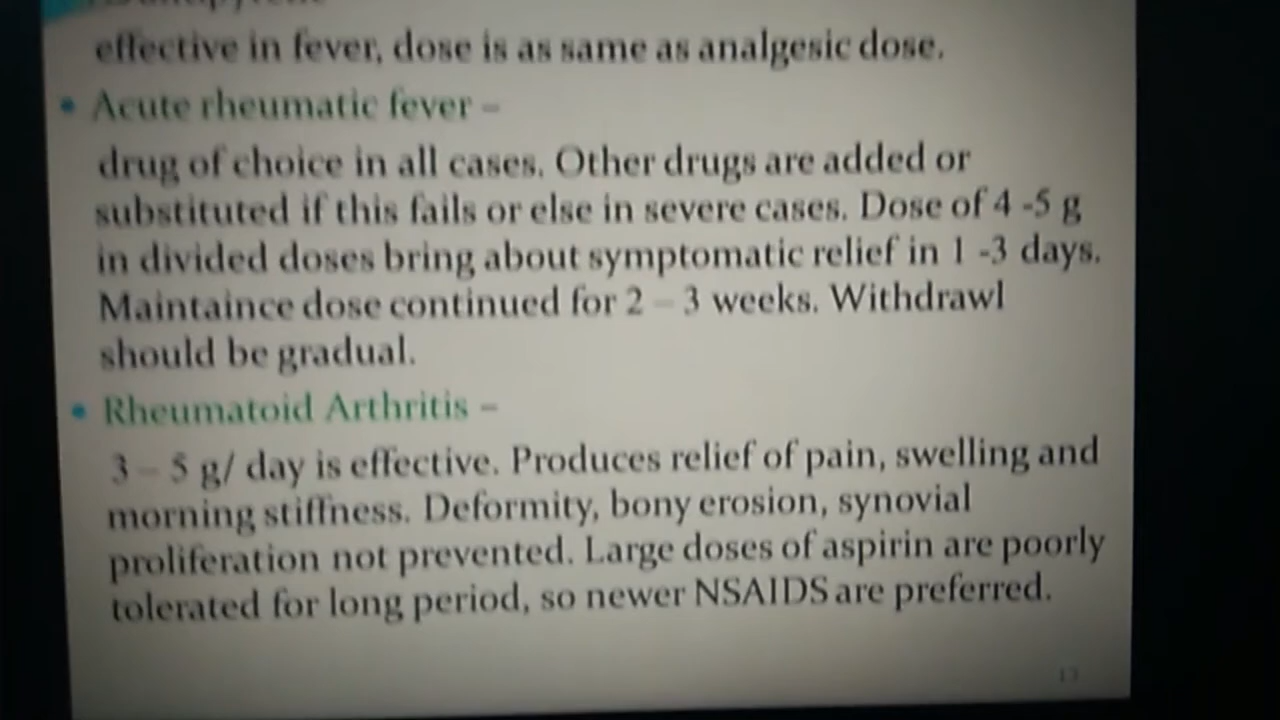 effective in fever, dose is as same as analgesic dose.
• Acute rheumatic fever –
drug of choice in all cases. Other drugs are added or
substituted if this fails or else in severe cases. Dose of 4 -5 g
in divided doses bring about symptomatic relief in 1 -3 days.
Maintaince dose continued for 2 – 3 weeks. Withdrawl
should be gradual.
• Rheumatoid Arthritis –
3 – 5 g/ day is effective. Produces relief of pain, swelling and
morning stiffness. Deformity, bony erosion, synovial
proliferation not prevented. Large doses of aspirin are poorly
tolerated for long period, so newer NSAIDS are preferred.